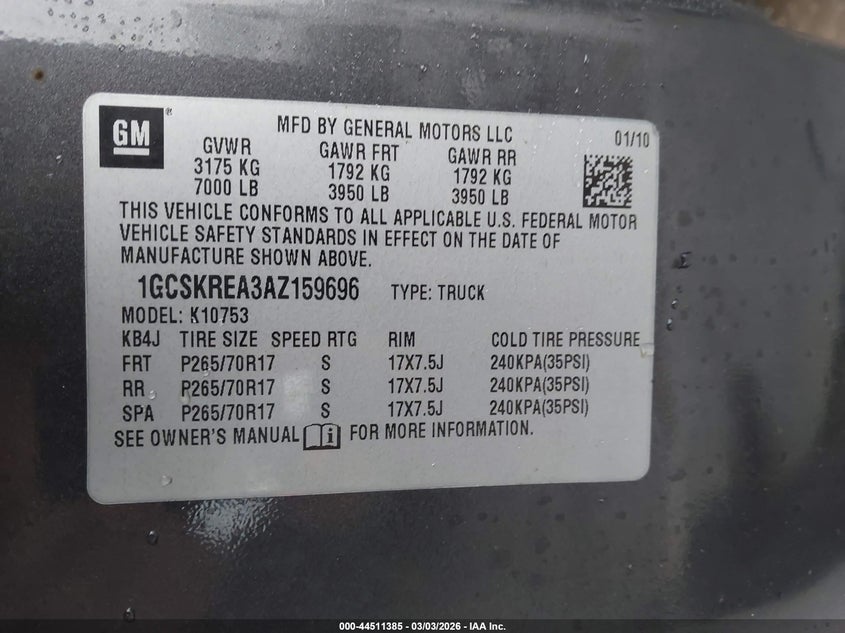 GM®
MFD BY GENERAL MOTORS LLC
01/10
GVWR GAWR FRT GAWR RR
3175 KG 1792 KG 1792 KG
7000 LB 3950 LB 3950 LB
THIS VEHICLE CONFORMS TO ALL APPLICABLE U.S. FEDERAL MOTOR
VEHICLE SAFETY STANDARDS IN EFFECT ON THE DATE OF
MANUFACTURE SHOWN ABOVE.
1GCSKREA3AZ159696 TYPE: TRUCK
MODEL: K10753
KB4J TIRE SIZE SPEED RTG RIM COLD TIRE PRESSURE
FRT P265/70R17 S 17X7.5J 240KPA(35PSI)
RR P265/70R17 S 17X7.5J 240KPA(35PSI)
SPA P265/70R17 S 17X7.5J 240KPA(35PSI)
SEE OWNER'S MANUAL i FOR MORE INFORMATION.
000-44511385 - 03/03/2026 - IAA Inc.